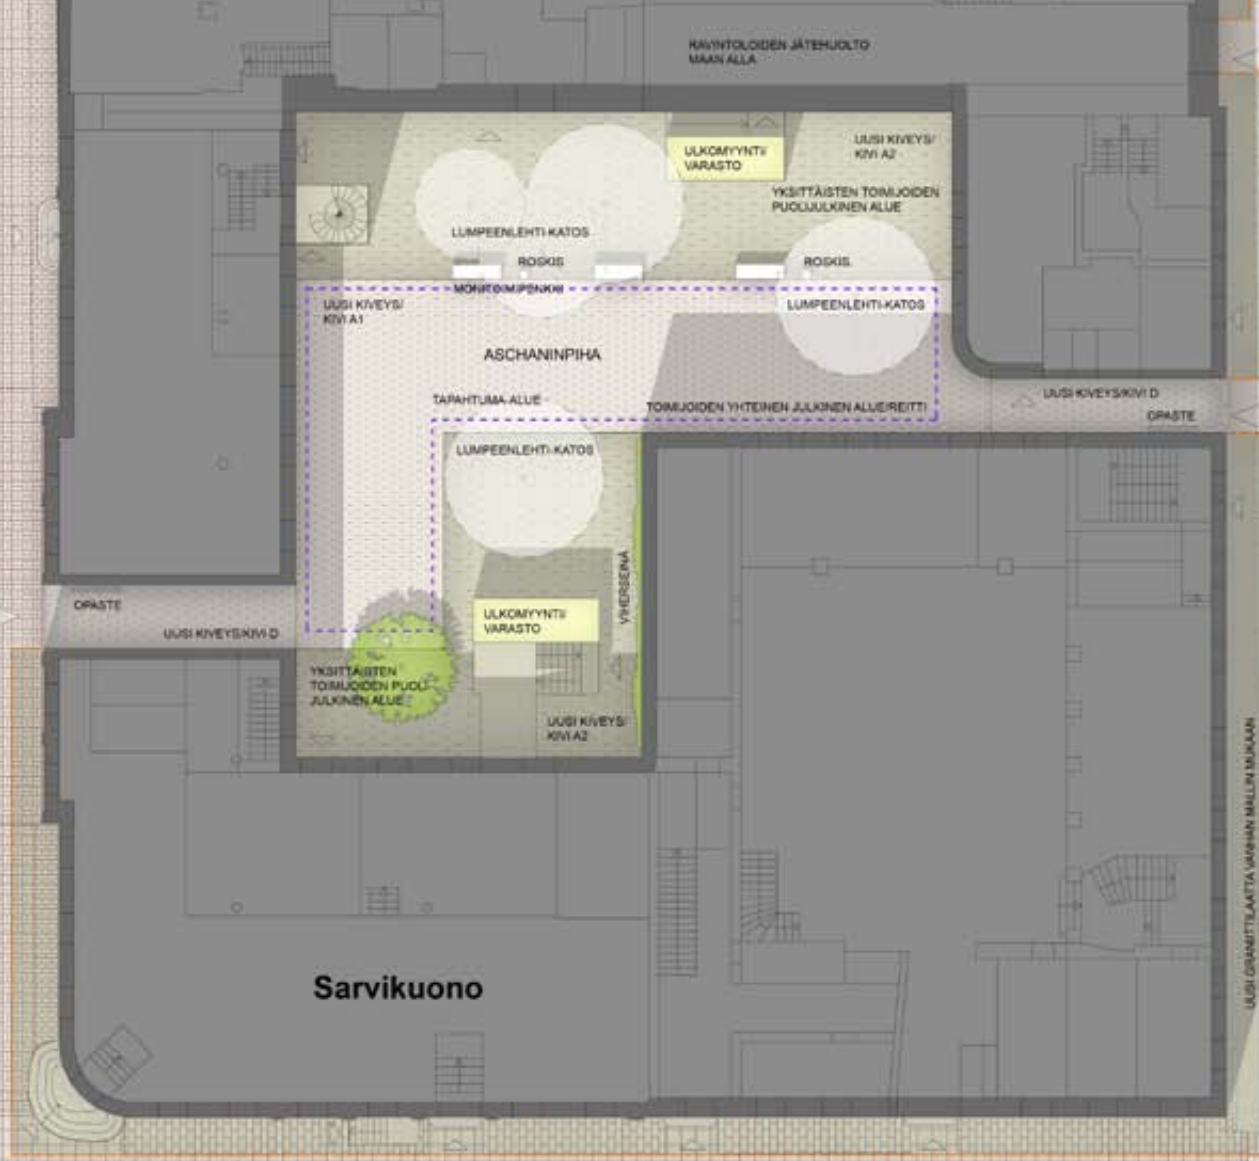 RAVINTOLOIDEN JÄTEHUOLTO
MAAN ALLA
ULKOMYYNTI/
VARASTO
UUSI KIVEYS/
KIVI A2
YKSITTÄISTEN TOIMIJOIDEN
PUOLIJULKINEN ALUE
LUMPEENLEHTI-KATOS
ROSKIS
ROSKIS
MONITOIMIPENKKI
UUSI KIVEYS/
KIVI A1
LUMPEENLEHTI-KATOS
ASCHANINPIHA
TAPAHTUMA-ALUE
TOIMIJOIDEN YHTEINEN JULKINEN ALUE/REITTI
UUSI KIVEYS/KIVI D
OPASTE
LUMPEENLEHTI-KATOS
VIHERSEINÄ
OPASTE
UUSI KIVEYS/KIVI D
ULKOMYYNTI/
VARASTO
YKSITTÄISTEN
TOIMIJOIDEN PUOLI-
JULKINEN ALUE
UUSI KIVEYS/
KIVI A2
Sarvikuono
UUSI GRANIITTILAATTA VANHAN MALLIN MUKAAN